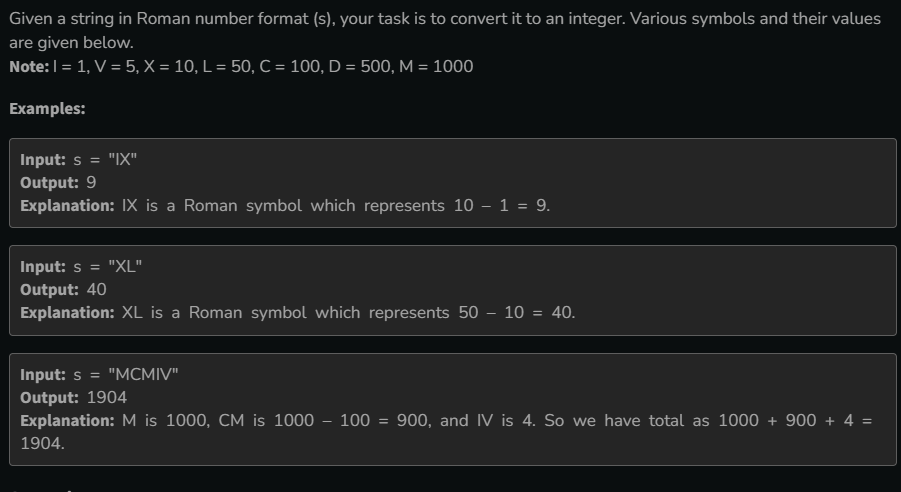 Given a string in Roman number format (s), your task is to convert it to an integer. Various symbols and their values
are given below.
Note: I = 1, V = 5, X = 10, L = 50, C = 100, D = 500, M = 1000
Examples:
Input: s = "IX"
Output: 9
Explanation: IX is a Roman symbol which represents 10 – 1 = 9.
Input: s = "XL"
Output: 40
Explanation: XL is a Roman symbol which represents 50 – 10 = 40.
Input: s = "MCMIV"
Output: 1904
Explanation: M is 1000, CM is 1000 – 100 = 900, and IV is 4. So we have total as 1000 + 900 + 4 =
1904.